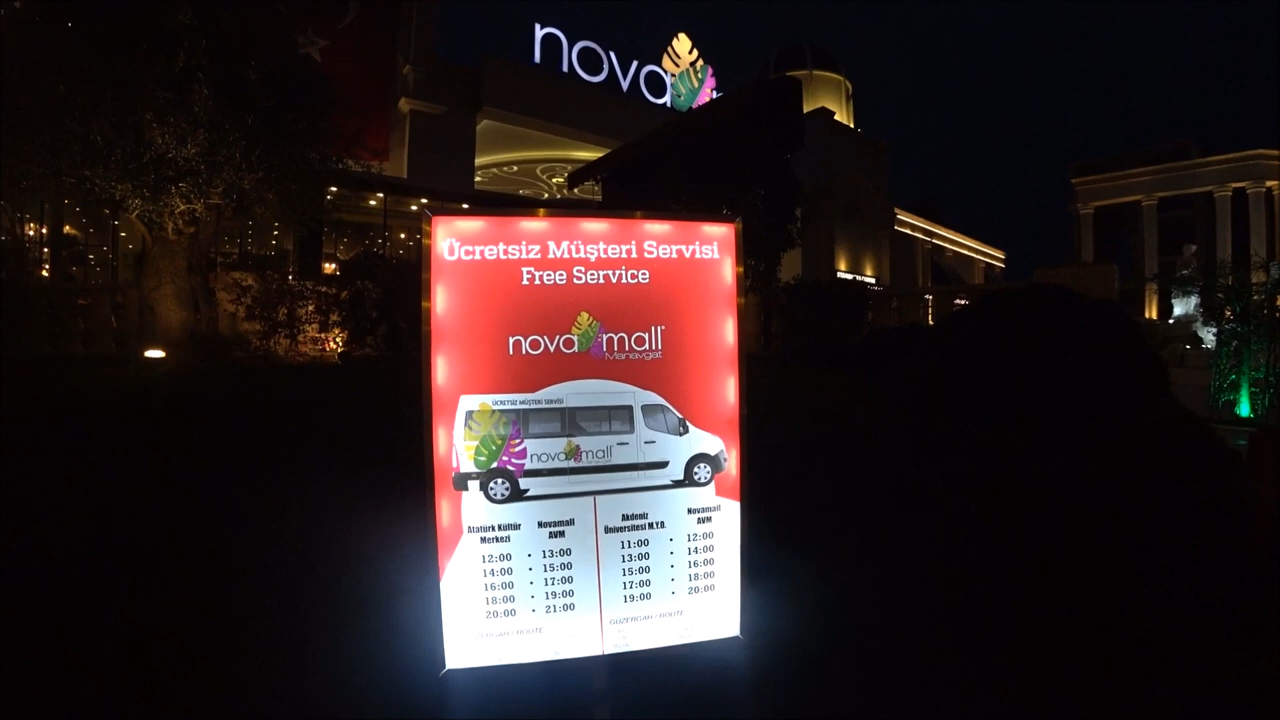 nova
Ücretsiz Müşteri Servisi
Free Service
novamall
Manavgat
ÜCRETSİZ MÜŞTERİ SERVİSİ
novamall
Atatürk Kültür
Merkezi
Novamall
AVM
12:00 • 13:00
14:00 • 15:00
16:00 • 17:00
18:00 • 19:00
20:00 • 21:00
Akdeniz
Üniversitesi M.Y.O.
Novamall
AVM
11:00 • 12:00
13:00 • 14:00
15:00 • 16:00
17:00 • 18:00
19:00 • 20:00
GÜZERGAH / ROUTE